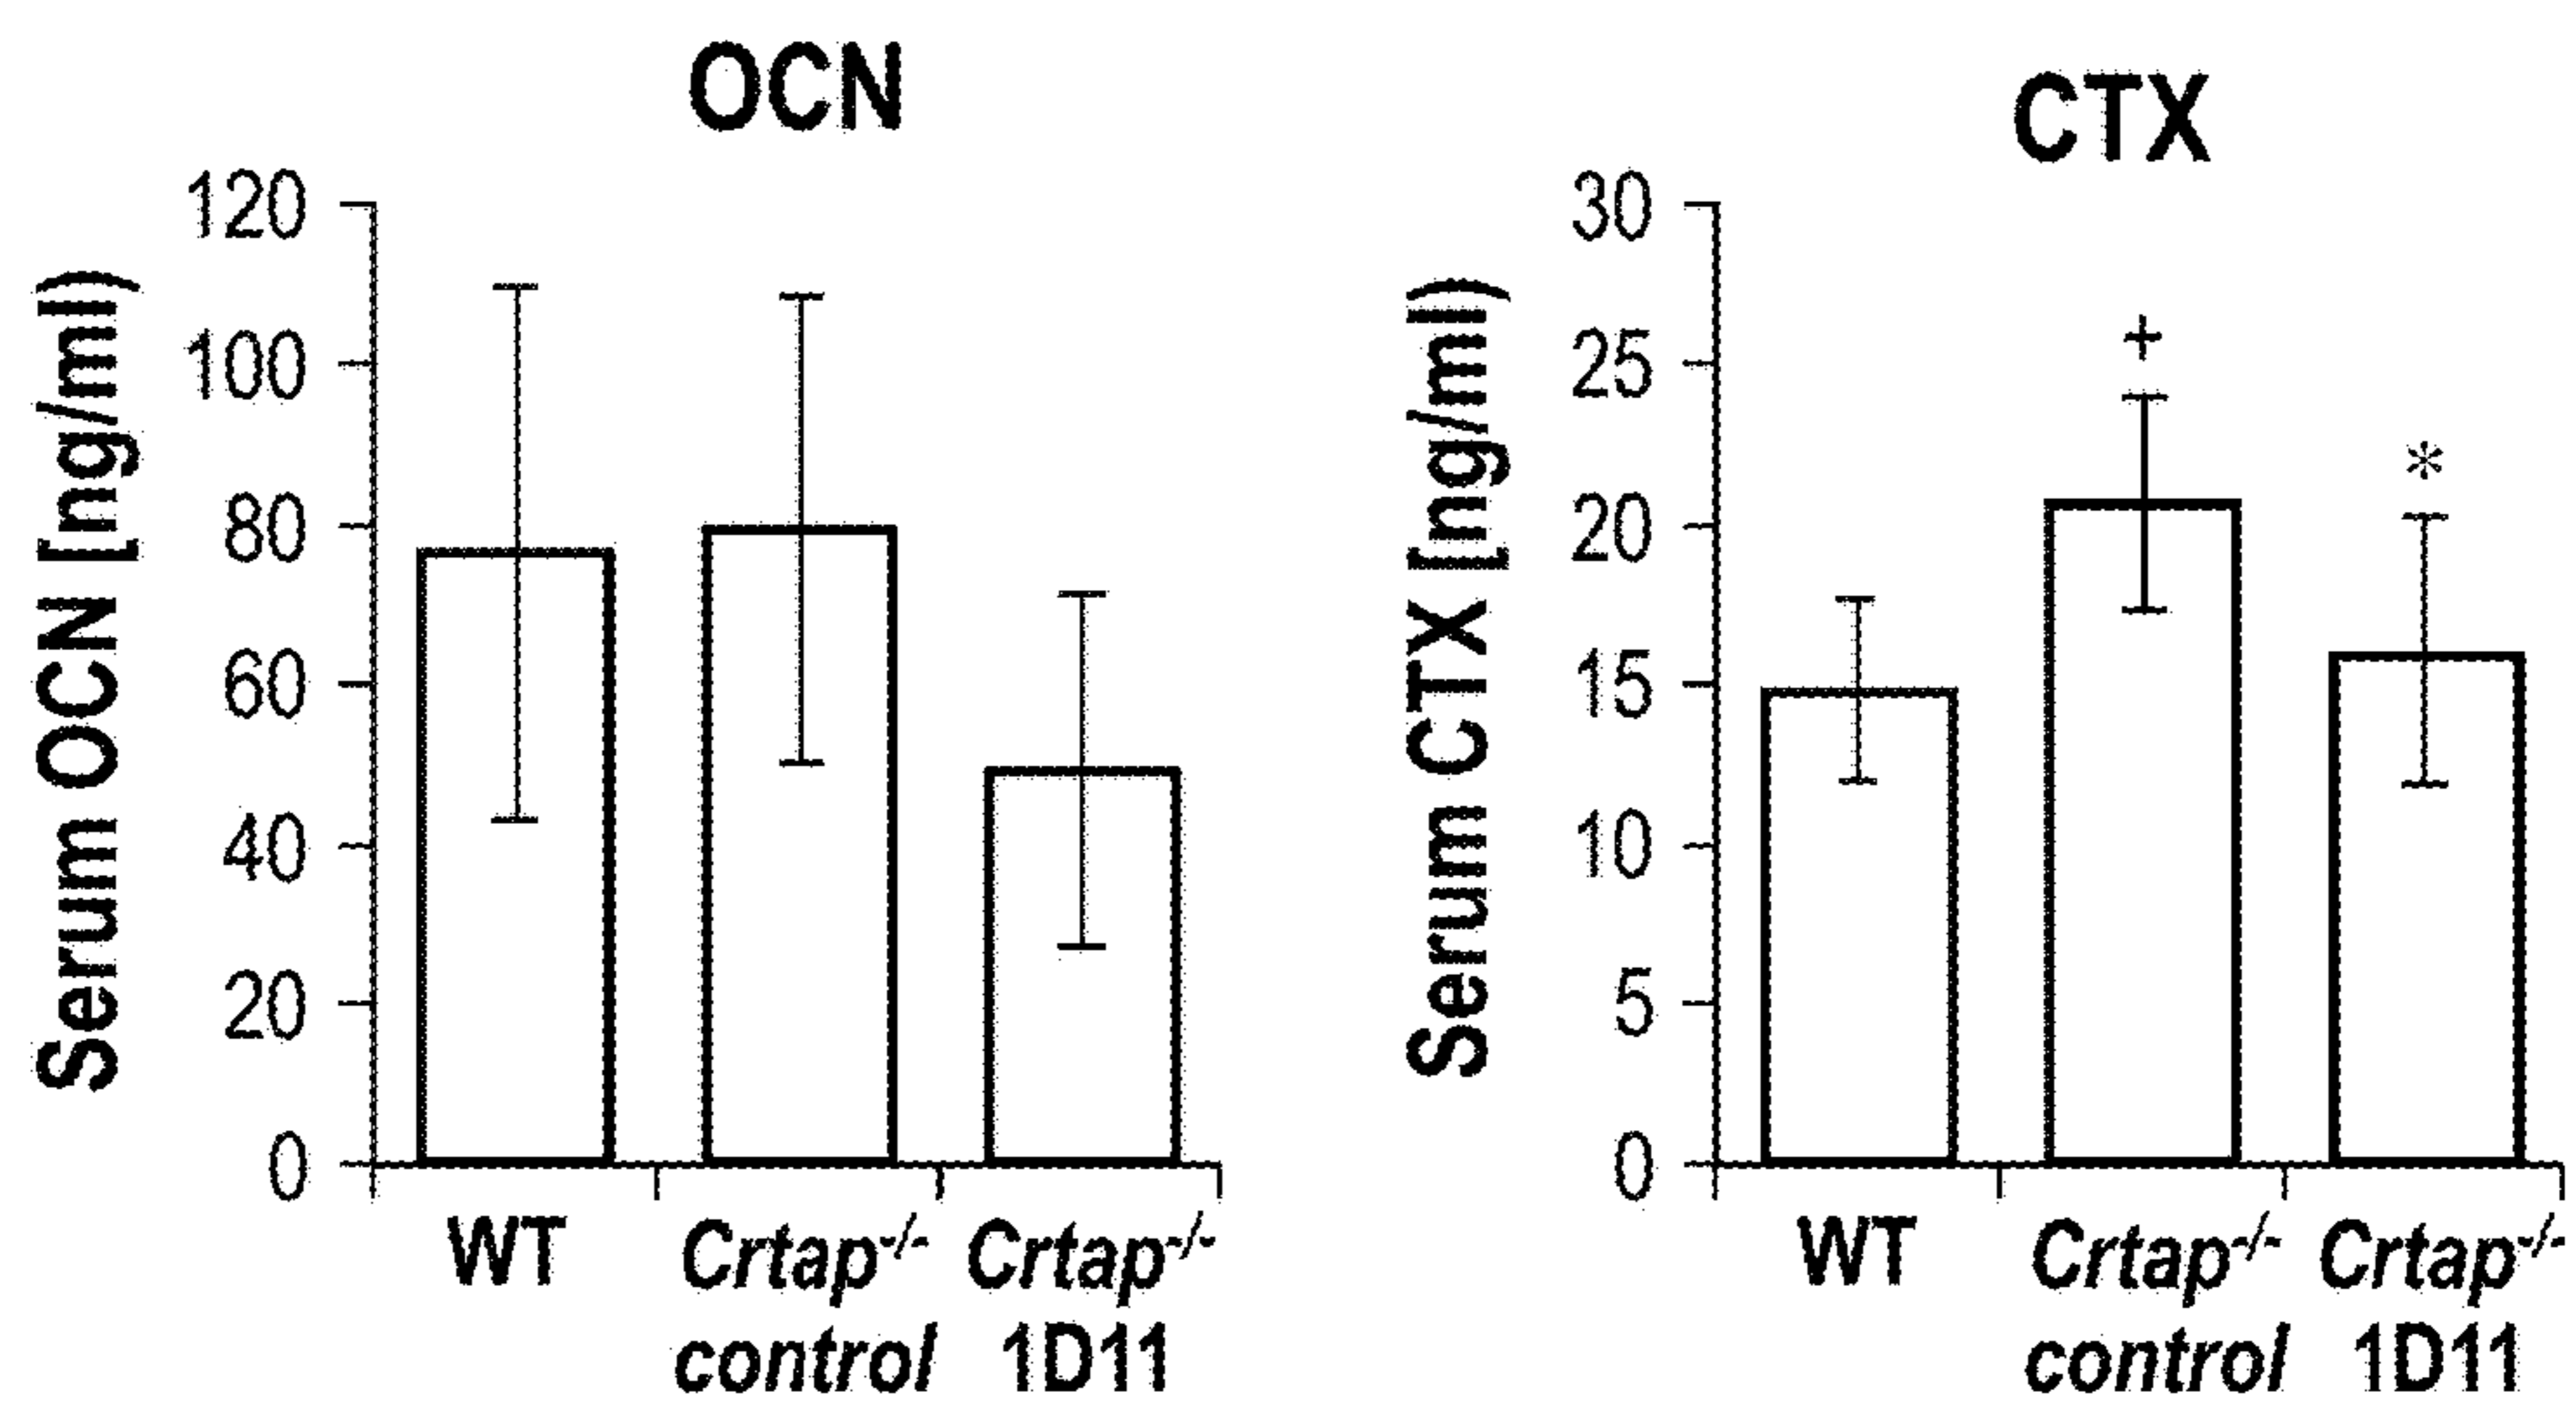 OCN
Serum OCN [ng/ml)
120
100
80
60
40
20
0
WT
Crtap-/-
control
Crtap-/-
1D11
CTX
Serum CTX [ng/ml)
30
25
20
15
10
5
0
+
*
WT
Crtap-/-
control
Crtap-/-
1D11